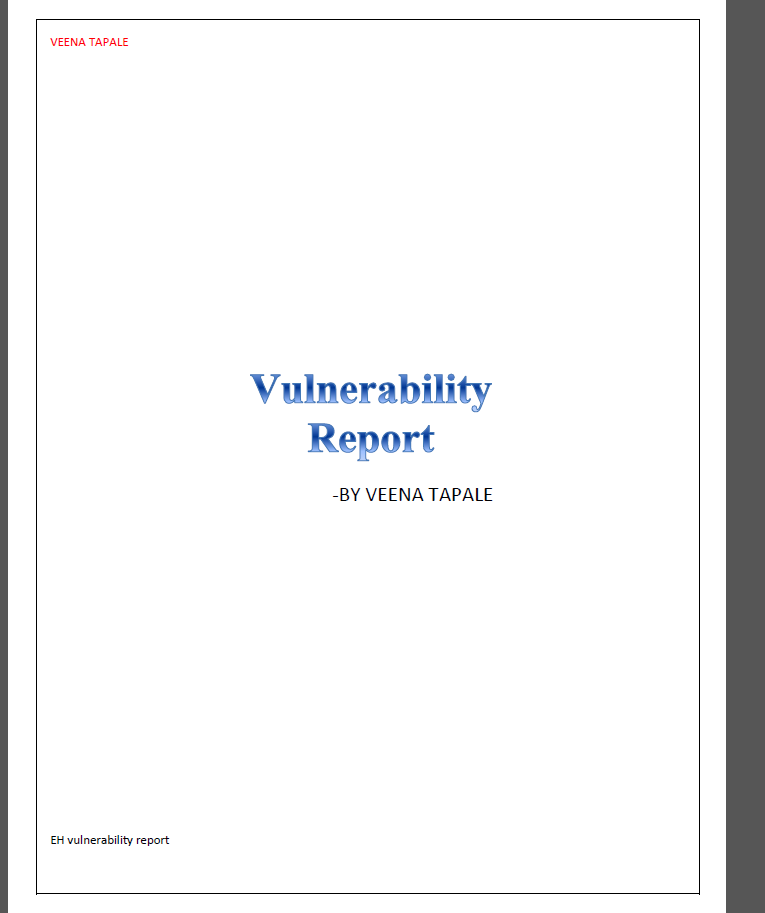 VEENA TAPALE
Vulnerability
Report
-BY VEENA TAPALE
EH vulnerability report